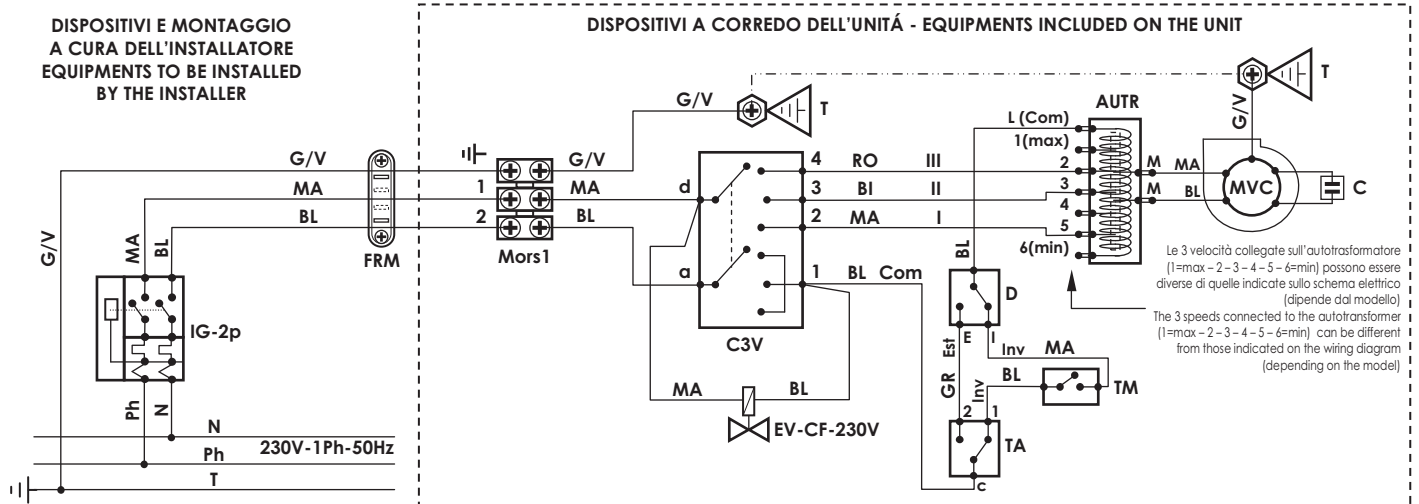 DISPOSITIVI E MONTAGGIO
A CURA DELL'INSTALLATORE
EQUIPMENTS TO BE INSTALLED
BY THE INSTALLER
DISPOSITIVI A CORREDO DELL'UNITÁ - EQUIPMENTS INCLUDED ON THE UNIT
G/V
T
T
AUTR
G/V
L (Com)
1(max)
2
3
4
5
6(min)
M
MA
M
BL
MVC
C
G/V
MA
BL
FRM
1
2
G/V
MA
BL
Mors1
d
a
4 RO III
3 BI II
2 MA I
1 BL Com
C3V
G/V
MA
BL
IG-2p
Ph
N
MA
BL
EV-CF-230V
BL
D
E
I
Est
GR
Inv
MA
Inv
BL
TM
2
1
TA
c
Le 3 velocità collegate sull'autotrasformatore
(1=max – 2 – 3 – 4 – 5 – 6=min) possono essere
diverse di quelle indicate sullo schema elettrico
(dipende dal modello)
The 3 speeds connected to the autotransformer
(1=max – 2 – 3 – 4 – 5 – 6=min) can be different
from those indicated on the wiring diagram
(depending on the model)
N
230V-1Ph-50Hz
Ph
T